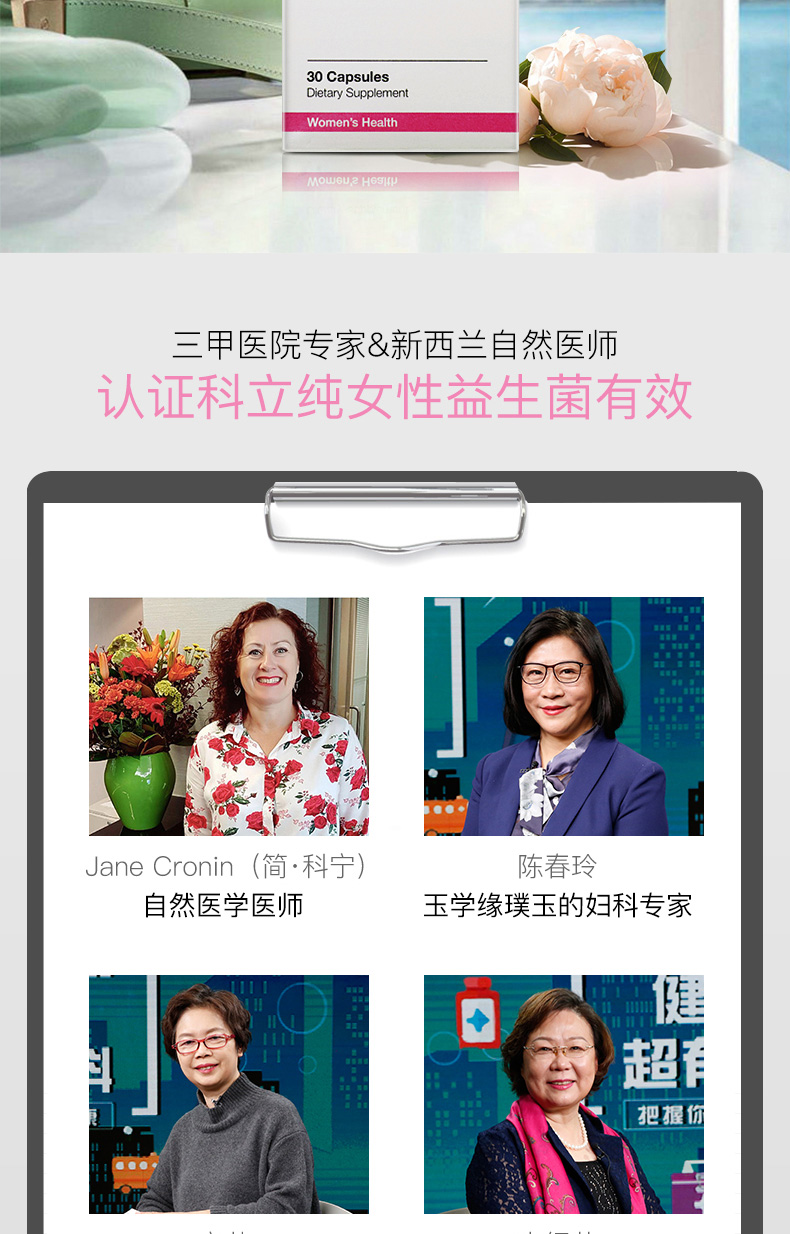 30 Capsules
Dietary Supplement
Women's Health
Women's Health
三甲医院专家&新西兰自然医师
认证科立纯女性益生菌有效
Jane Cronin（简·科宁）
陈春玲
自然医学医师
玉学缘璞玉的妇科专家
科
康
健
超有
把握你